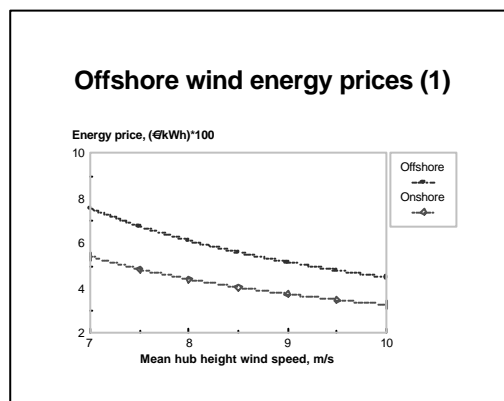 Offshore wind energy prices (1)
Energy price, (€/kWh)*100
10
8
6
4
2
7
8
9
10
Mean hub height wind speed, m/s
Offshore
Onshore